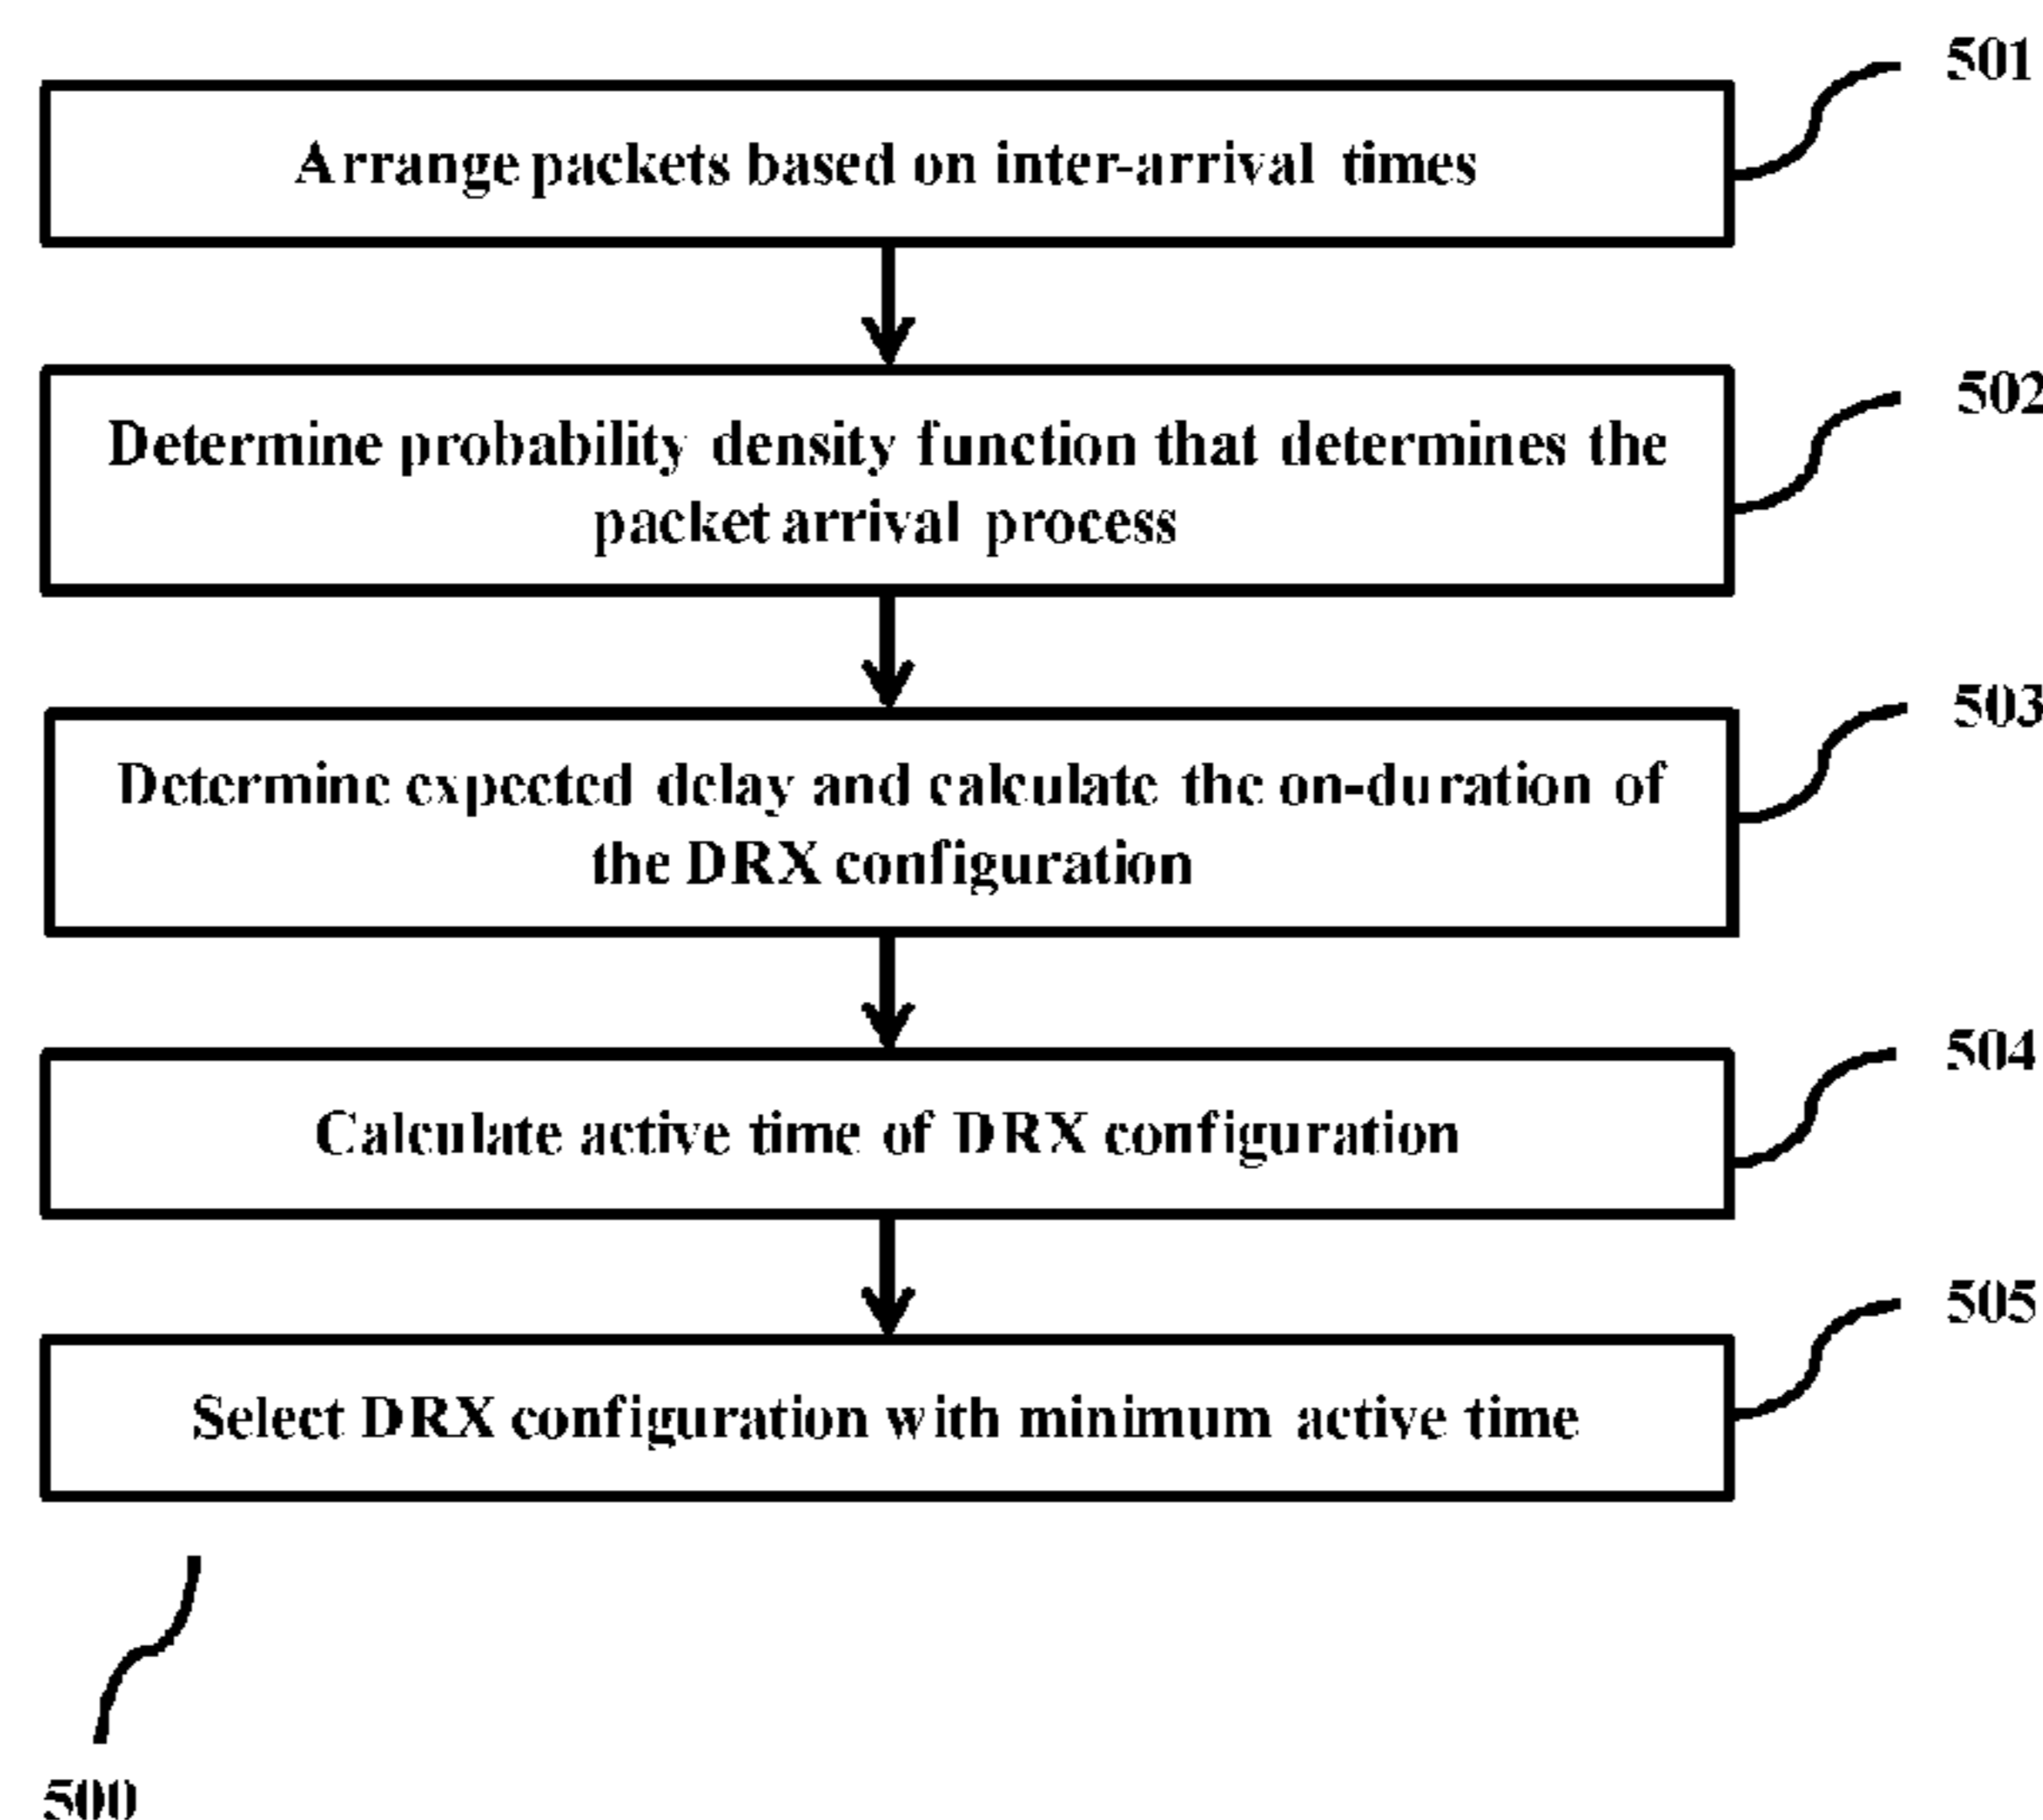 501
Arrange packets based on inter-arrival times
502
Determine probability density function that determines the
packet arrival process
503
Determine expected delay and calculate the on-duration of
the DRX configuration
504
Calculate active time of DRX configuration
505
Select DRX configuration with minimum active time
500